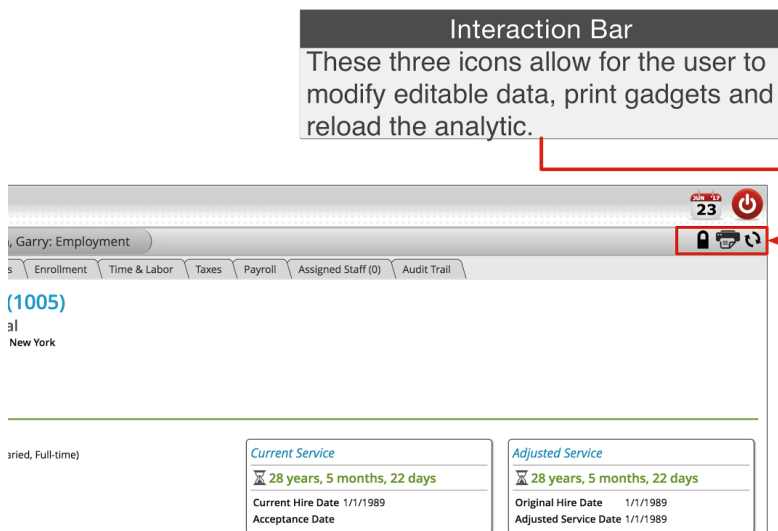 Interaction Bar
These three icons allow for the user to
modify editable data, print gadgets and
reload the analytic.
JUN '17
23
, Garry: Employment
s Enrollment Time & Labor Taxes Payroll Assigned Staff (0) Audit Trail
(1005)
al
New York
aried, Full-time)
Current Service
28 years, 5 months, 22 days
Current Hire Date 1/1/1989
Acceptance Date
Adjusted Service
28 years, 5 months, 22 days
Original Hire Date 1/1/1989
Adjusted Service Date 1/1/1989